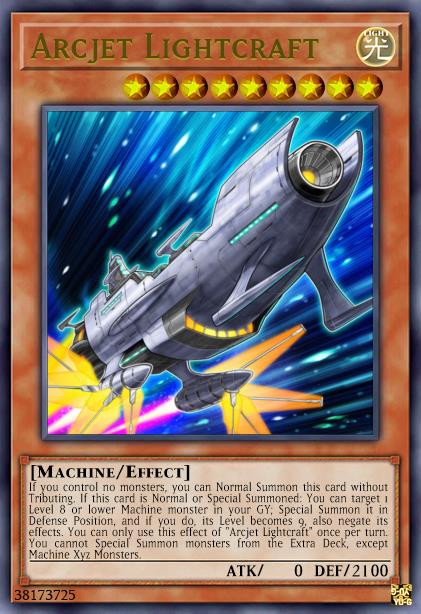 Arcjet Lightcraft
LIGHT
光
[Machine/Effect]
If you control no monsters, you can Normal Summon this card without
Tributing. If this card is Normal or Special Summoned: You can target 1
Level 8 or lower Machine monster in your GY; Special Summon it in
Defense Position, and if you do, its Level becomes 9, also negate its
effects. You can only use this effect of "Arcjet Lightcraft" once per turn.
You cannot Special Summon monsters from the Extra Deck, except
Machine Xyz Monsters.
ATK/ 0 DEF/2100
38173725